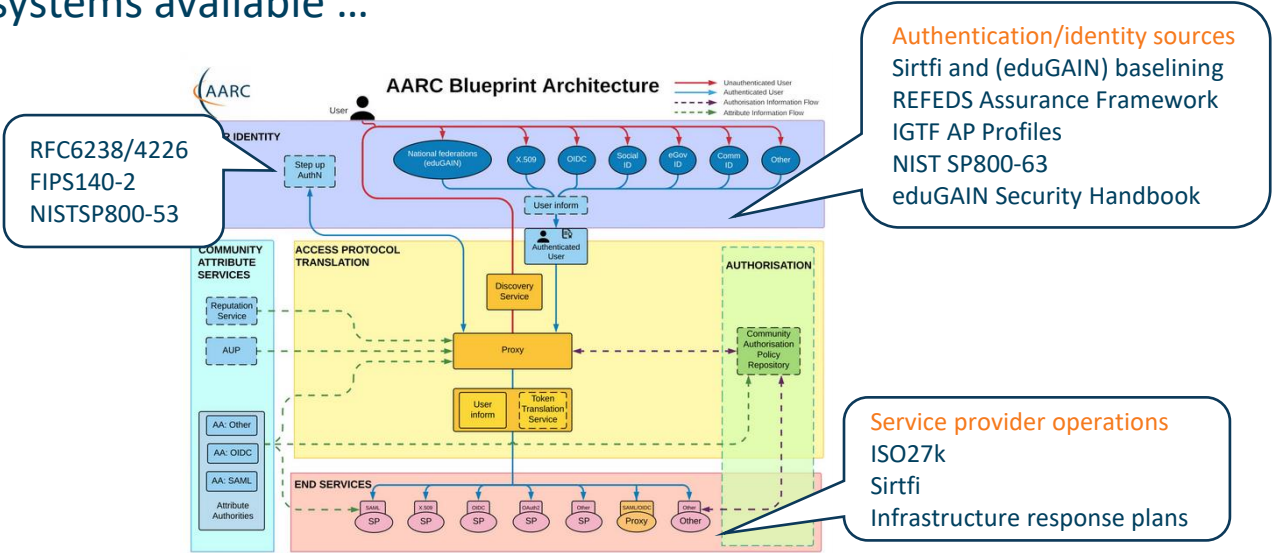 systems available …
AARC
AARC Blueprint Architecture
Unauthenticated User
Authenticated User
Authorisation Information Flow
Attribute Information Flow
User
Authentication/identity sources
Sirtfi and (eduGAIN) baselining
REFEDS Assurance Framework
IGTF AP Profiles
NIST SP800-63
eduGAIN Security Handbook
RFC6238/4226
FIPS140-2
NISTSP800-53
IDENTITY
Step up
AuthN
National federations
(eduGAIN)
X.509
OIDC
Social
ID
eGov
ID
Comm
ID
Other
User inform
Authenticated
User
COMMUNITY
ATTRIBUTE
SERVICES
ACCESS PROTOCOL
TRANSLATION
AUTHORISATION
Discovery
Service
Reputation
Service
AUP
Proxy
Community
Authorisation
Policy
Repository
User
inform
Token
Translation
Service
AA: Other
AA: OIDC
AA: SAML
Attribute
Authorities
END SERVICES
SAML
SP
X.509
SP
OIDC
SP
OAuth2
SP
Other
SP
SAML/OIDC
Proxy
Other
Other
Service provider operations
ISO27k
Sirtfi
Infrastructure response plans